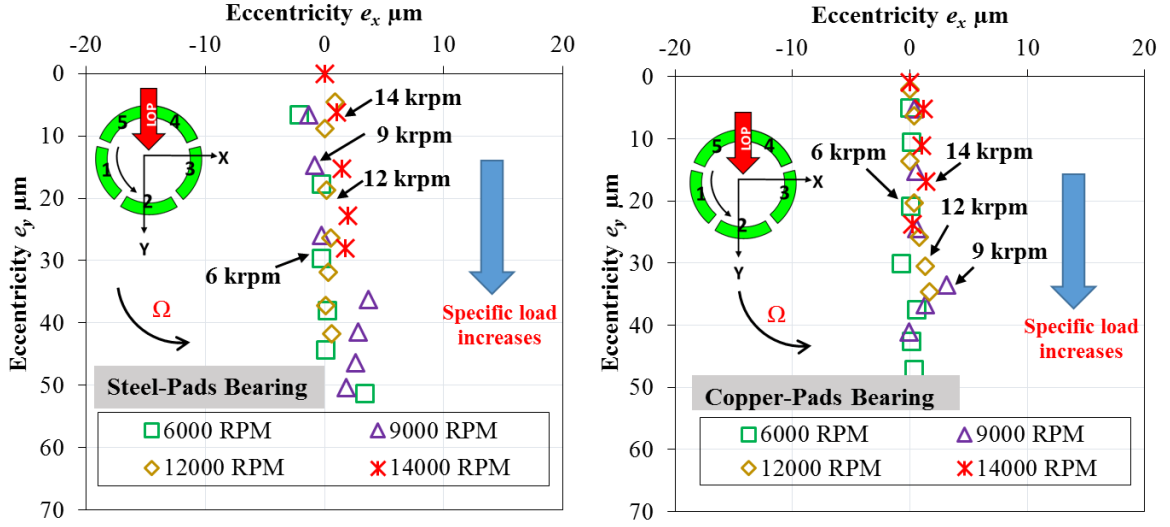 Eccentricity ex µm
-20 -10 0 10 20
Eccentricity ey µm
0
10
20
30
40
50
60
70
LOP
5 4
1 3
2
X
Y
Ω
14 krpm
9 krpm
12 krpm
6 krpm
Specific load
increases
Steel-Pads Bearing
6000 RPM 9000 RPM
12000 RPM 14000 RPM
Eccentricity ex µm
-20 -10 0 10 20
Eccentricity ey µm
0
10
20
30
40
50
60
70
LOP
5 4
1 3
2
X
Y
Ω
6 krpm
14 krpm
12 krpm
9 krpm
Specific load
increases
Copper-Pads Bearing
6000 RPM 9000 RPM
12000 RPM 14000 RPM